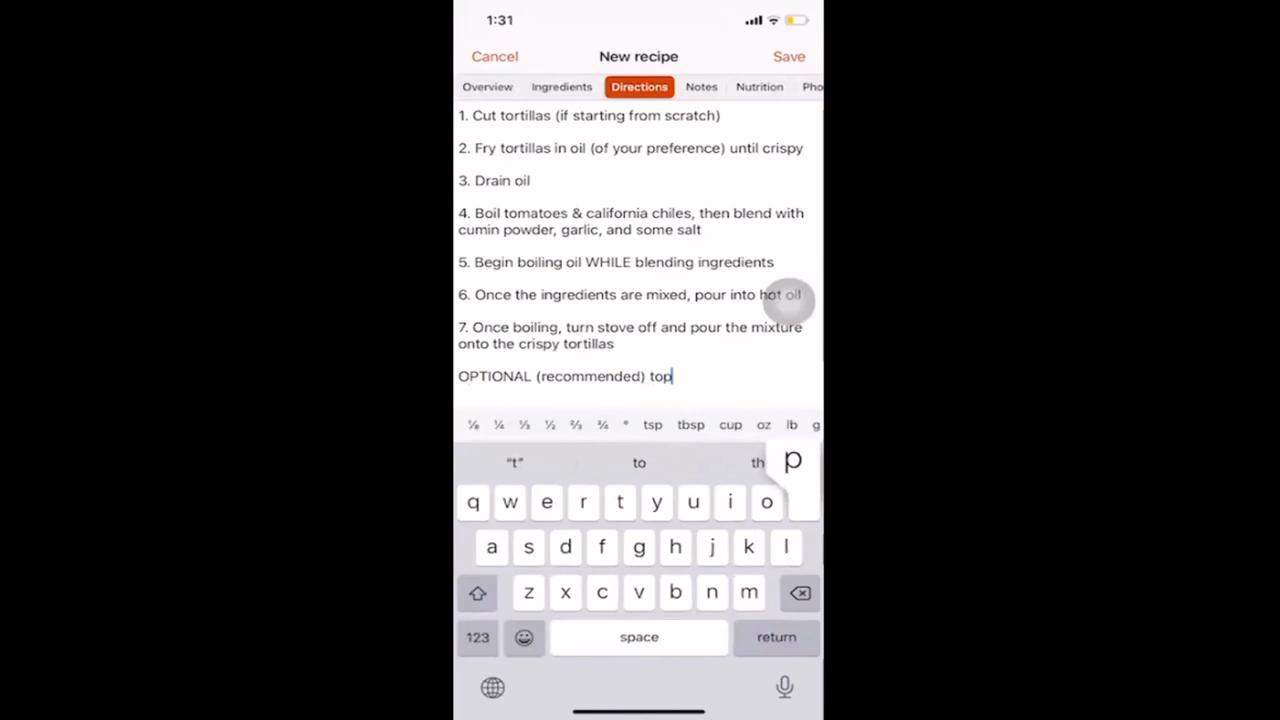 1:31
Cancel New recipe Save
Overview Ingredients Directions Notes Nutrition Pho
1. Cut tortillas (if starting from scratch)
2. Fry tortillas in oil (of your preference) until crispy
3. Drain oil
4. Boil tomatoes & california chiles, then blend with
cumin powder, garlic, and some salt
5. Begin boiling oil WHILE blending ingredients
6. Once the ingredients are mixed, pour into hot oil
7. Once boiling, turn stove off and pour the mixture
onto the crispy tortillas
OPTIONAL (recommended) top
⅛ ¼ ⅓ ½ ⅔ ¾ ° tsp tbsp cup oz lb g
"t" to th p
q w e r t y u i o
a s d f g h j k l
z x c v b n m
123 space return